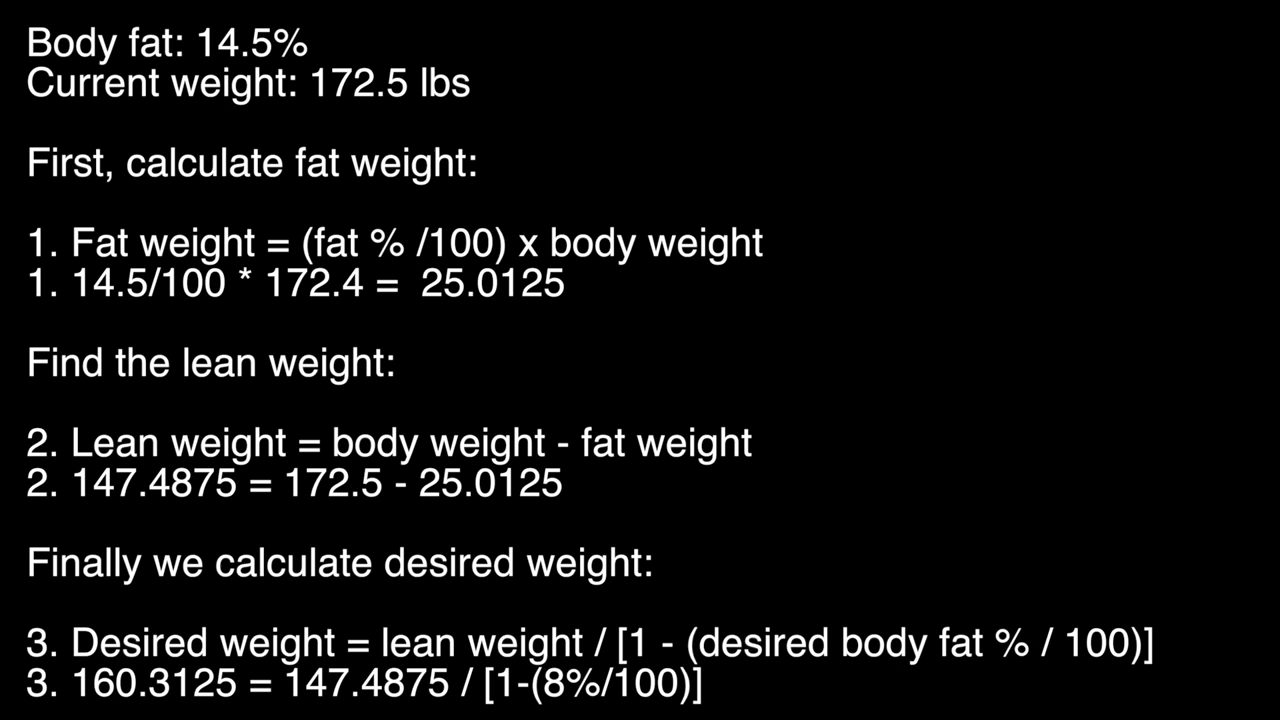 Body fat: 14.5%
Current weight: 172.5 lbs
First, calculate fat weight:
1. Fat weight = (fat % /100) x body weight
1. 14.5/100 * 172.4 =  25.0125
Find the lean weight:
2. Lean weight = body weight - fat weight
2. 147.4875 = 172.5 - 25.0125
Finally we calculate desired weight:
3. Desired weight = lean weight / [1 - (desired body fat % / 100)]
3. 160.3125 = 147.4875 / [1-(8%/100)]